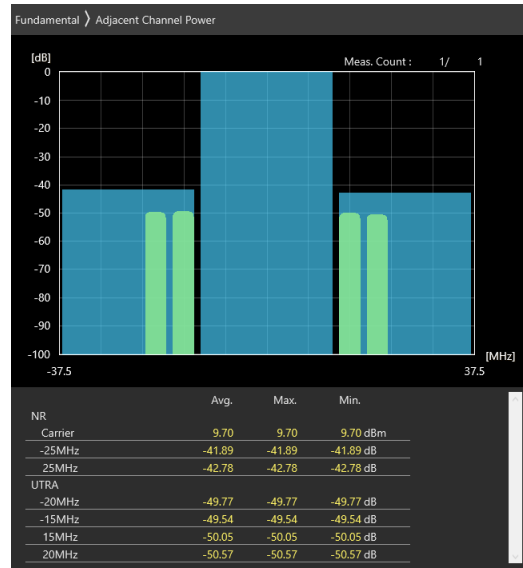 Fundamental 〉 Adjacent Channel Power
[dB]
Meas. Count : 1/ 1
0
-10
-20
-30
-40
-50
-60
-70
-80
-90
-100
[MHz]
-37.5 37.5
Avg. Max. Min.
NR
Carrier 9.70 9.70 9.70 dBm
-25MHz -41.89 -41.89 -41.89 dB
25MHz -42.78 -42.78 -42.78 dB
UTRA
-20MHz -49.77 -49.77 -49.77 dB
-15MHz -49.54 -49.54 -49.54 dB
15MHz -50.05 -50.05 -50.05 dB
20MHz -50.57 -50.57 -50.57 dB